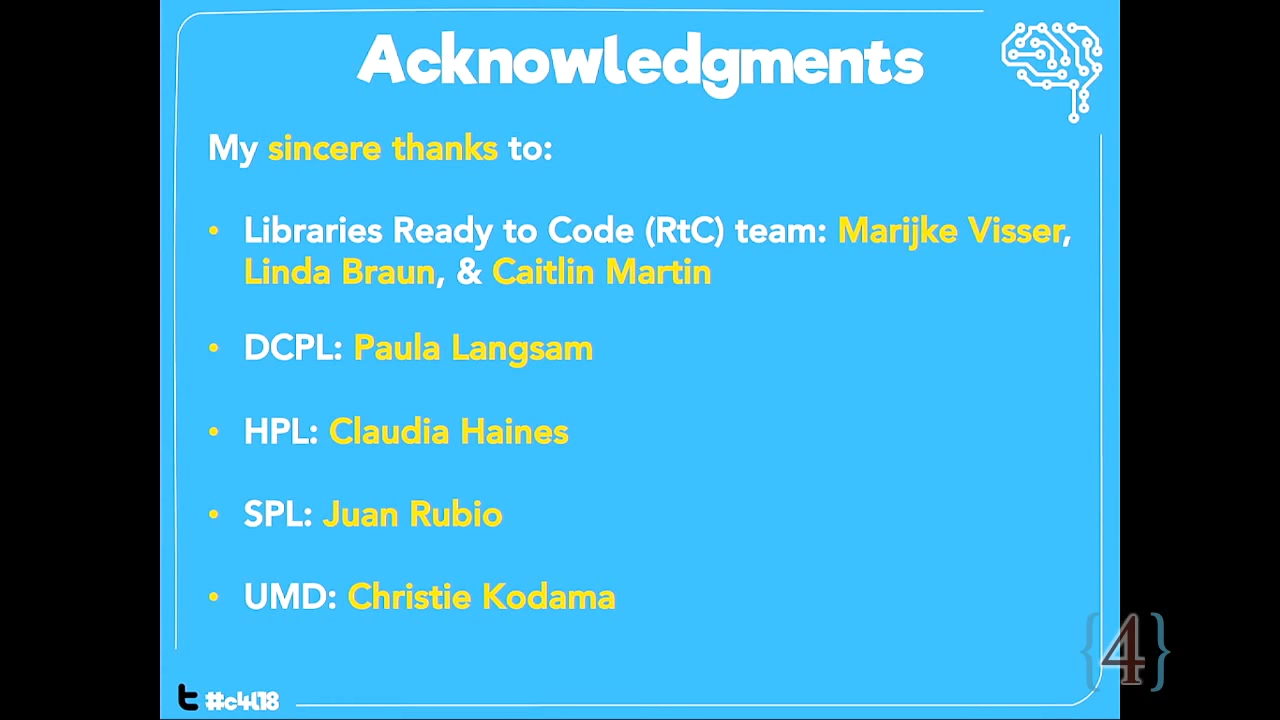 Acknowledgments
My sincere thanks to:
• Libraries Ready to Code (RtC) team: Marijke Visser,
Linda Braun, & Caitlin Martin
• DCPL: Paula Langsam
• HPL: Claudia Haines
• SPL: Juan Rubio
• UMD: Christie Kodama
{4}
#c4l18